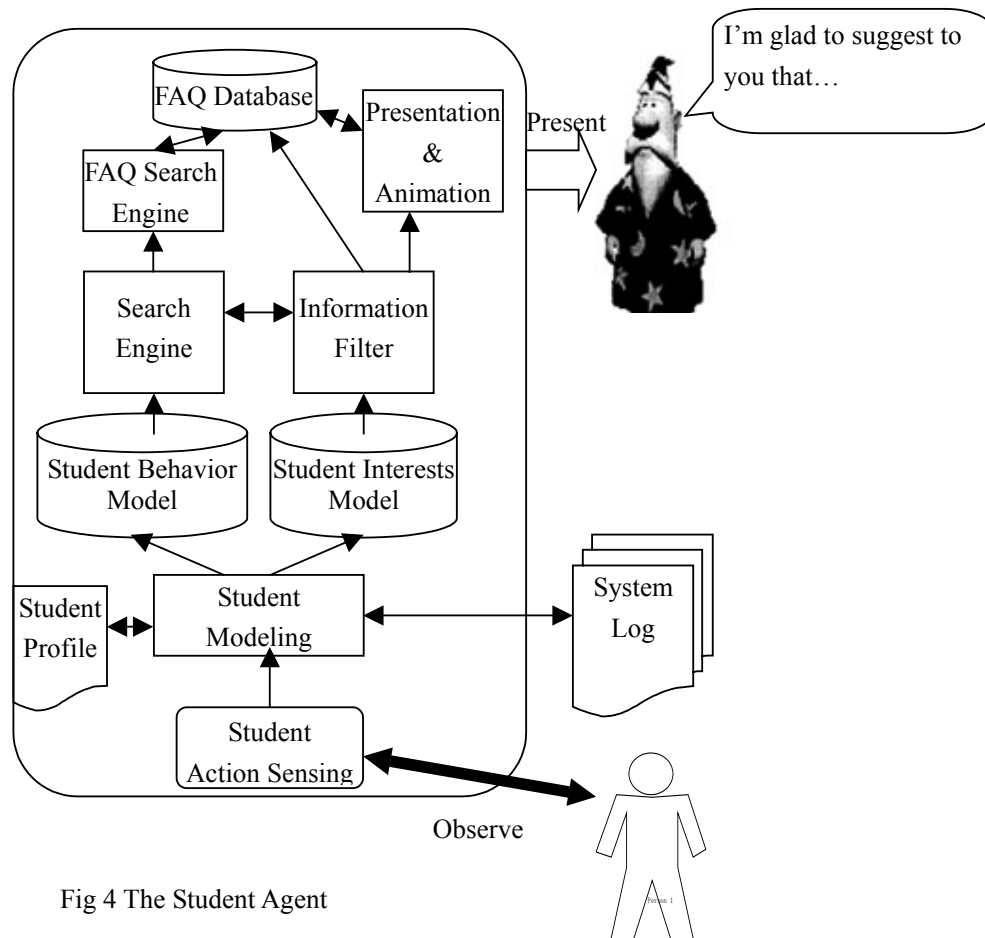 I'm glad to suggest to
you that…
FAQ Database
Presentation
&
Animation
Present
FAQ Search
Engine
Search
Engine
Information
Filter
Student Behavior
Model
Student Interests
Model
Student
Profile
Student
Modeling
System
Log
Student
Action Sensing
Observe
Person 1
Fig 4 The Student Agent